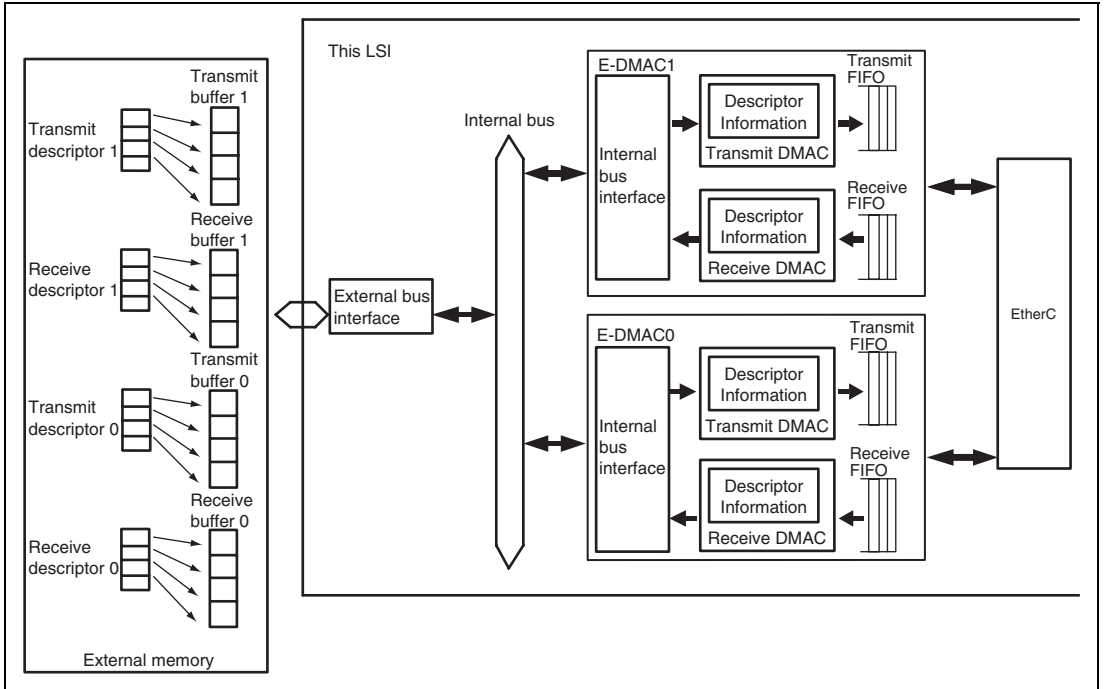 This LSI
Transmit
buffer 1
Transmit
descriptor 1
Receive
buffer 1
Receive
descriptor 1
Transmit
buffer 0
Transmit
descriptor 0
Receive
buffer 0
Receive
descriptor 0
External memory
External bus
interface
Internal bus
E-DMAC1
Internal
bus
interface
Descriptor
Information
Transmit DMAC
Transmit
FIFO
Descriptor
Information
Receive DMAC
Receive
FIFO
E-DMAC0
Internal
bus
interface
Descriptor
Information
Transmit DMAC
Transmit
FIFO
Descriptor
Information
Receive DMAC
Receive
FIFO
EtherC